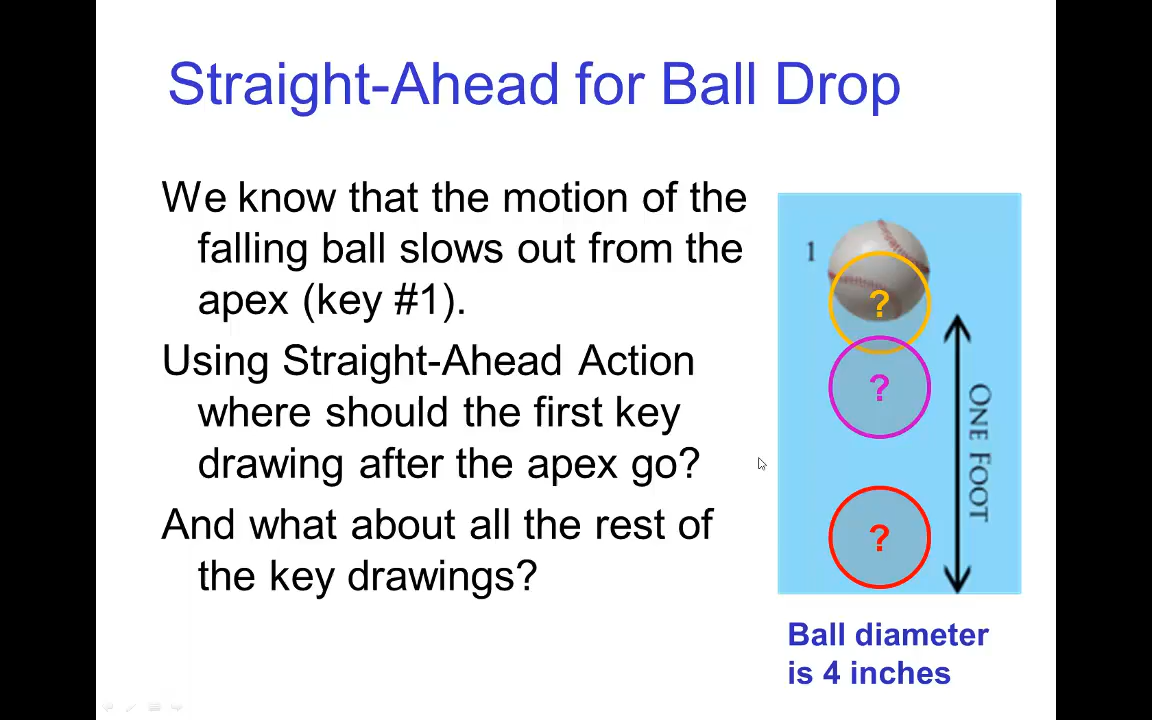 Straight-Ahead for Ball Drop
We know that the motion of the
falling ball slows out from the
apex (key #1).
Using Straight-Ahead Action
where should the first key
drawing after the apex go?
And what about all the rest of
the key drawings?
1
?
?
?
ONE FOOT
Ball diameter
is 4 inches